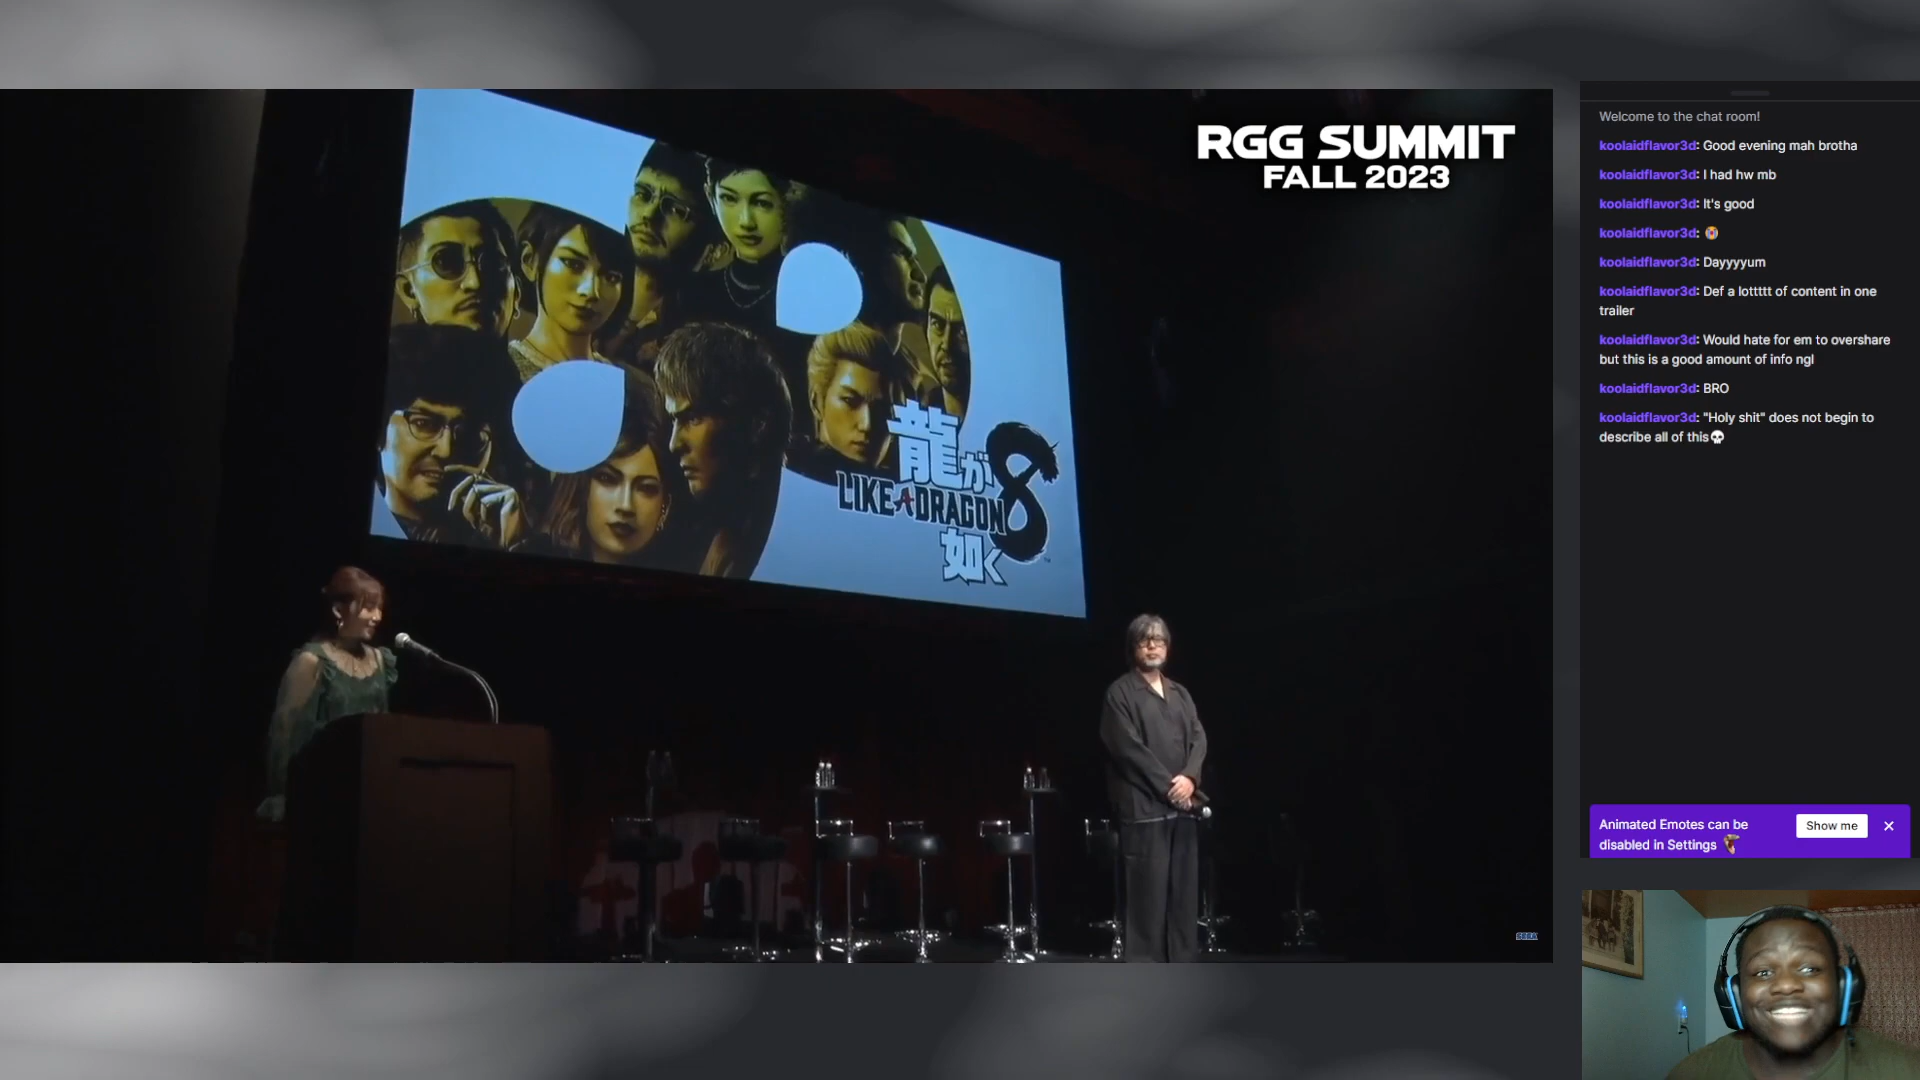 RGG SUMMIT
FALL 2023
龍が
LIKE A DRAGON 8
如く
SEGA
Welcome to the chat room!
koolaidflavor3d: Good evening mah brotha
koolaidflavor3d: I had hw mb
koolaidflavor3d: It's good
koolaidflavor3d:
koolaidflavor3d: Dayyyyum
koolaidflavor3d: Def a lottttt of content in one
trailer
koolaidflavor3d: Would hate for em to overshare
but this is a good amount of info ngl
koolaidflavor3d: BRO
koolaidflavor3d: "Holy shit" does not begin to
describe all of this💀
Animated Emotes can be
disabled in Settings
Show me